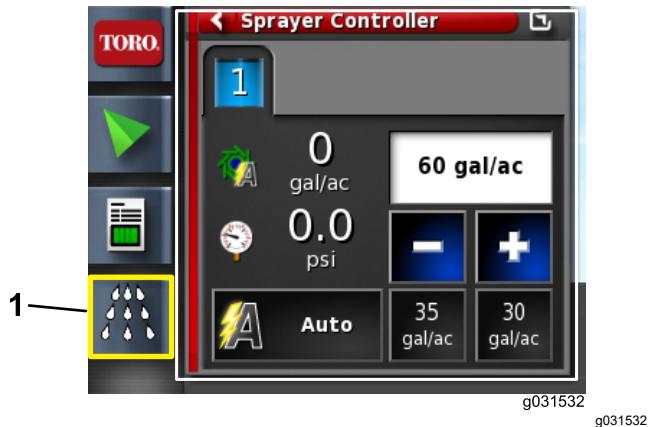 TORO.
Sprayer Controller
1
0
gal/ac
60 gal/ac
0.0
psi
1
A Auto
35
gal/ac
30
gal/ac
g031532
g031532